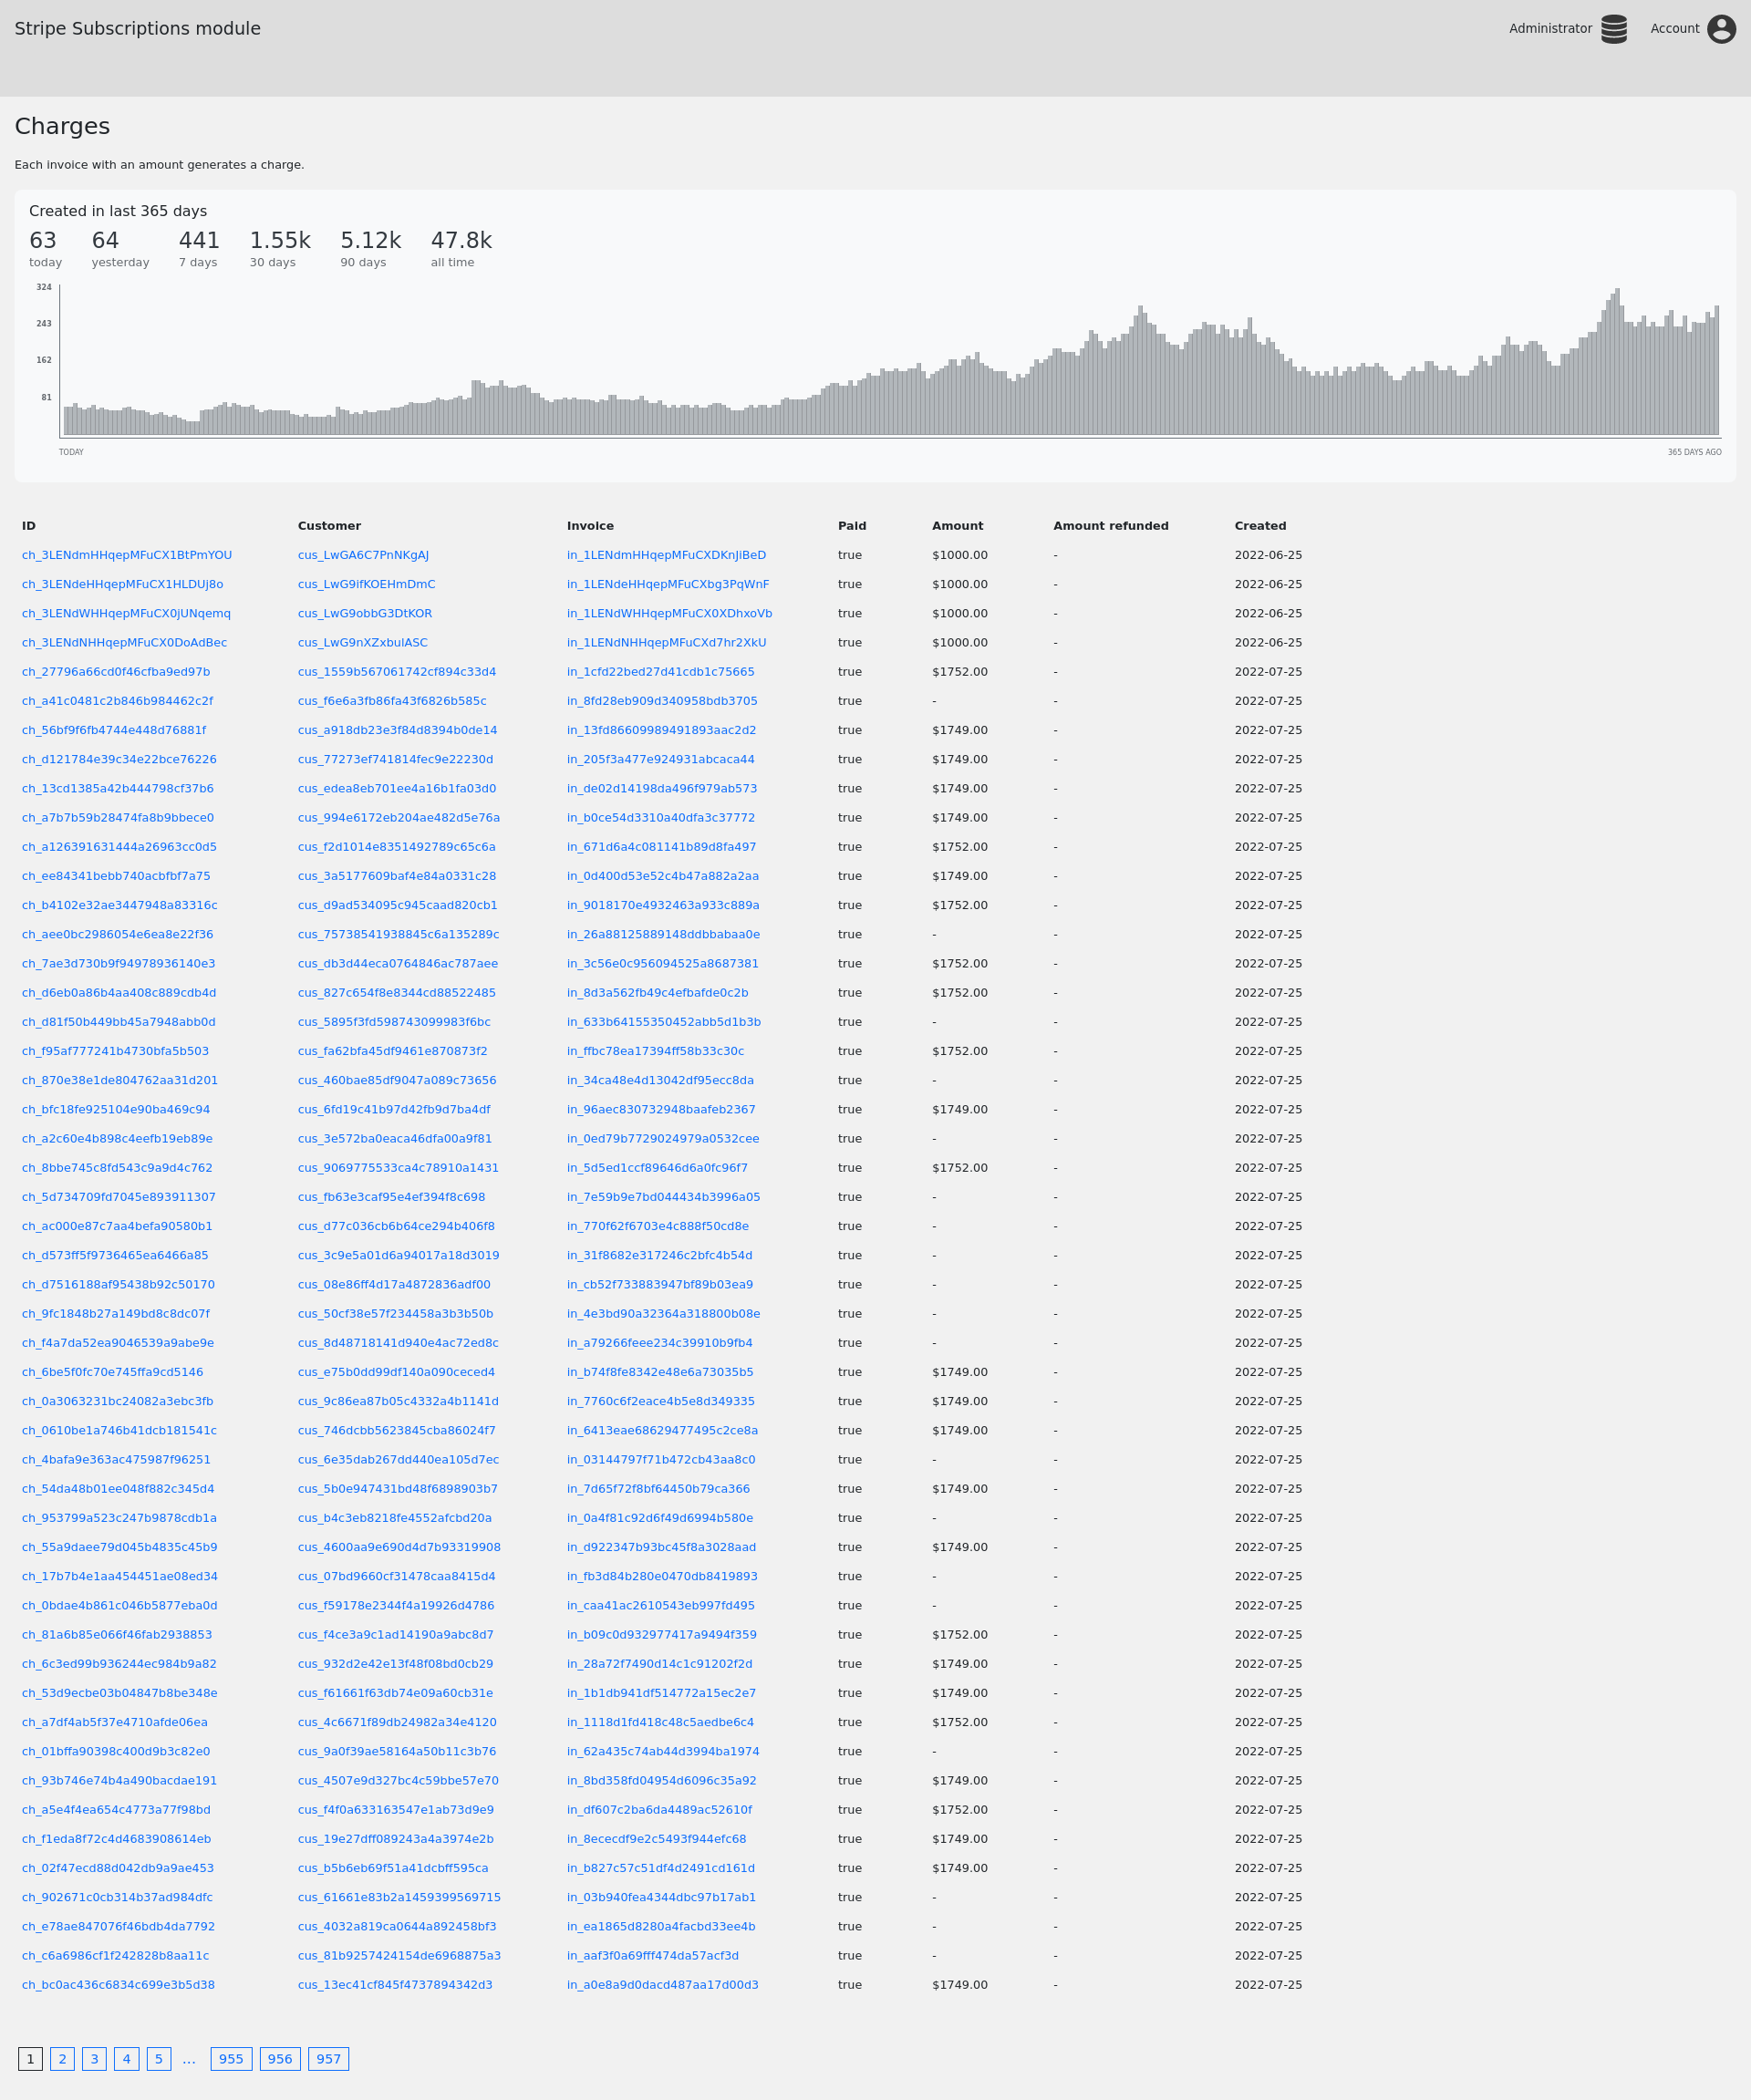 Stripe Subscriptions module Administrator Account
Charges
Each invoice with an amount generates a charge.
Created in last 365 days
63 64 441 1.55k 5.12k 47.8k
today yesterday 7 days 30 days 90 days all time
324
243
162
81
TODAY 365 DAYS AGO
ID Customer Invoice Paid Amount Amount refunded Created
ch_3LENdmHHqepMFuCX1BtPmYOU cus_LwGA6C7PnNKgAJ in_1LENdmHHqepMFuCXDKnJiBeD true $1000.00 - 2022-06-25
ch_3LENdeHHqepMFuCX1HLDUj8o cus_LwG9ifKOEHmDmC in_1LENdeHHqepMFuCXbg3PqWnF true $1000.00 - 2022-06-25
ch_3LENdWHHqepMFuCX0jUNqemq cus_LwG9obbG3DtKOR in_1LENdWHHqepMFuCX0XDhxoVb true $1000.00 - 2022-06-25
ch_3LENdNHHqepMFuCX0DoAdBec cus_LwG9nXZxbulASC in_1LENdNHHqepMFuCXd7hr2XkU true $1000.00 - 2022-06-25
ch_27796a66cd0f46cfba9ed97b cus_1559b567061742cf894c33d4 in_1cfd22bed27d41cdb1c75665 true $1752.00 - 2022-07-25
ch_a41c0481c2b846b984462c2f cus_f6e6a3fb86fa43f6826b585c in_8fd28eb909d340958bdb3705 true - - 2022-07-25
ch_56bf9f6fb4744e448d76881f cus_a918db23e3f84d8394b0de14 in_13fd86609989491893aac2d2 true $1749.00 - 2022-07-25
ch_d121784e39c34e22bce76226 cus_77273ef741814fec9e22230d in_205f3a477e924931abcaca44 true $1749.00 - 2022-07-25
ch_13cd1385a42b444798cf37b6 cus_edea8eb701ee4a16b1fa03d0 in_de02d14198da496f979ab573 true $1749.00 - 2022-07-25
ch_a7b7b59b28474fa8b9bbece0 cus_994e6172eb204ae482d5e76a in_b0ce54d3310a40dfa3c37772 true $1749.00 - 2022-07-25
ch_a126391631444a26963cc0d5 cus_f2d1014e8351492789c65c6a in_671d6a4c081141b89d8fa497 true $1752.00 - 2022-07-25
ch_ee84341bebb740acbfbf7a75 cus_3a5177609baf4e84a0331c28 in_0d400d53e52c4b47a882a2aa true $1749.00 - 2022-07-25
ch_b4102e32ae3447948a83316c cus_d9ad534095c945caad820cb1 in_9018170e4932463a933c889a true $1752.00 - 2022-07-25
ch_aee0bc2986054e6ea8e22f36 cus_75738541938845c6a135289c in_26a88125889148ddbbabaa0e true - - 2022-07-25
ch_7ae3d730b9f94978936140e3 cus_db3d44eca0764846ac787aee in_3c56e0c956094525a8687381 true $1752.00 - 2022-07-25
ch_d6eb0a86b4aa408c889cdb4d cus_827c654f8e8344cd88522485 in_8d3a562fb49c4efbafde0c2b true $1752.00 - 2022-07-25
ch_d81f50b449bb45a7948abb0d cus_5895f3fd598743099983f6bc in_633b64155350452abb5d1b3b true - - 2022-07-25
ch_f95af777241b4730bfa5b503 cus_fa62bfa45df9461e870873f2 in_ffbc78ea17394ff58b33c30c true $1752.00 - 2022-07-25
ch_870e38e1de804762aa31d201 cus_460bae85df9047a089c73656 in_34ca48e4d13042df95ecc8da true - - 2022-07-25
ch_bfc18fe925104e90ba469c94 cus_6fd19c41b97d42fb9d7ba4df in_96aec830732948baafeb2367 true $1749.00 - 2022-07-25
ch_a2c60e4b898c4eefb19eb89e cus_3e572ba0eaca46dfa00a9f81 in_0ed79b7729024979a0532cee true - - 2022-07-25
ch_8bbe745c8fd543c9a9d4c762 cus_9069775533ca4c78910a1431 in_5d5ed1ccf89646d6a0fc96f7 true $1752.00 - 2022-07-25
ch_5d734709fd7045e893911307 cus_fb63e3caf95e4ef394f8c698 in_7e59b9e7bd044434b3996a05 true - - 2022-07-25
ch_ac000e87c7aa4befa90580b1 cus_d77c036cb6b64ce294b406f8 in_770f62f6703e4c888f50cd8e true - - 2022-07-25
ch_d573ff5f9736465ea6466a85 cus_3c9e5a01d6a94017a18d3019 in_31f8682e317246c2bfc4b54d true - - 2022-07-25
ch_d7516188af95438b92c50170 cus_08e86ff4d17a4872836adf00 in_cb52f733883947bf89b03ea9 true - - 2022-07-25
ch_9fc1848b27a149bd8c8dc07f cus_50cf38e57f234458a3b3b50b in_4e3bd90a32364a318800b08e true - - 2022-07-25
ch_f4a7da52ea9046539a9abe9e cus_8d48718141d940e4ac72ed8c in_a79266feee234c39910b9fb4 true - - 2022-07-25
ch_6be5f0fc70e745ffa9cd5146 cus_e75b0dd99df140a090ceced4 in_b74f8fe8342e48e6a73035b5 true $1749.00 - 2022-07-25
ch_0a3063231bc24082a3ebc3fb cus_9c86ea87b05c4332a4b1141d in_7760c6f2eace4b5e8d349335 true $1749.00 - 2022-07-25
ch_0610be1a746b41dcb181541c cus_746dcbb5623845cba86024f7 in_6413eae68629477495c2ce8a true $1749.00 - 2022-07-25
ch_4bafa9e363ac475987f96251 cus_6e35dab267dd440ea105d7ec in_03144797f71b472cb43aa8c0 true - - 2022-07-25
ch_54da48b01ee048f882c345d4 cus_5b0e947431bd48f6898903b7 in_7d65f72f8bf64450b79ca366 true $1749.00 - 2022-07-25
ch_953799a523c247b9878cdb1a cus_b4c3eb8218fe4552afcbd20a in_0a4f81c92d6f49d6994b580e true - - 2022-07-25
ch_55a9daee79d045b4835c45b9 cus_4600aa9e690d4d7b93319908 in_d922347b93bc45f8a3028aad true $1749.00 - 2022-07-25
ch_17b7b4e1aa454451ae08ed34 cus_07bd9660cf31478caa8415d4 in_fb3d84b280e0470db8419893 true - - 2022-07-25
ch_0bdae4b861c046b5877eba0d cus_f59178e2344f4a19926d4786 in_caa41ac2610543eb997fd495 true - - 2022-07-25
ch_81a6b85e066f46fab2938853 cus_f4ce3a9c1ad14190a9abc8d7 in_b09c0d932977417a9494f359 true $1752.00 - 2022-07-25
ch_6c3ed99b936244ec984b9a82 cus_932d2e42e13f48f08bd0cb29 in_28a72f7490d14c1c91202f2d true $1749.00 - 2022-07-25
ch_53d9ecbe03b04847b8be348e cus_f61661f63db74e09a60cb31e in_1b1db941df514772a15ec2e7 true $1749.00 - 2022-07-25
ch_a7df4ab5f37e4710afde06ea cus_4c6671f89db24982a34e4120 in_1118d1fd418c48c5aedbe6c4 true $1752.00 - 2022-07-25
ch_01bffa90398c400d9b3c82e0 cus_9a0f39ae58164a50b11c3b76 in_62a435c74ab44d3994ba1974 true - - 2022-07-25
ch_93b746e74b4a490bacdae191 cus_4507e9d327bc4c59bbe57e70 in_8bd358fd04954d6096c35a92 true $1749.00 - 2022-07-25
ch_a5e4f4ea654c4773a77f98bd cus_f4f0a633163547e1ab73d9e9 in_df607c2ba6da4489ac52610f true $1752.00 - 2022-07-25
ch_f1eda8f72c4d4683908614eb cus_19e27dff089243a4a3974e2b in_8ececdf9e2c5493f944efc68 true $1749.00 - 2022-07-25
ch_02f47ecd88d042db9a9ae453 cus_b5b6eb69f51a41dcbff595ca in_b827c57c51df4d2491cd161d true $1749.00 - 2022-07-25
ch_902671c0cb314b37ad984dfc cus_61661e83b2a1459399569715 in_03b940fea4344dbc97b17ab1 true - - 2022-07-25
ch_e78ae847076f46bdb4da7792 cus_4032a819ca0644a892458bf3 in_ea1865d8280a4facbd33ee4b true - - 2022-07-25
ch_c6a6986cf1f242828b8aa11c cus_81b9257424154de6968875a3 in_aaf3f0a69fff474da57acf3d true - - 2022-07-25
ch_bc0ac436c6834c699e3b5d38 cus_13ec41cf845f4737894342d3 in_a0e8a9d0dacd487aa17d00d3 true $1749.00 - 2022-07-25
1 2 3 4 5 ... 955 956 957